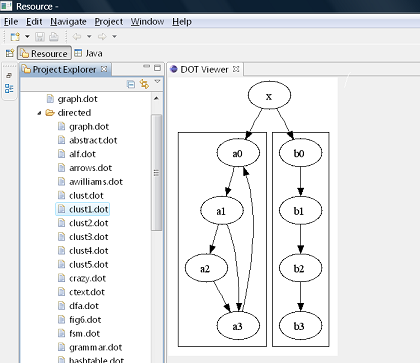 Resource -
File Edit Navigate Project Window Help
Resource Java
Project Explorer
graph.dot
directed
graph.dot
abstract.dot
alf.dot
arrows.dot
awilliams.dot
clust.dot
clust1.dot
clust2.dot
clust3.dot
clust4.dot
clust5.dot
crazy.dot
ctext.dot
dfa.dot
fig6.dot
fsm.dot
grammar.dot
hashtable.dot
DOT Viewer
x
a0 b0
a1 b1
a2 b2
a3 b3